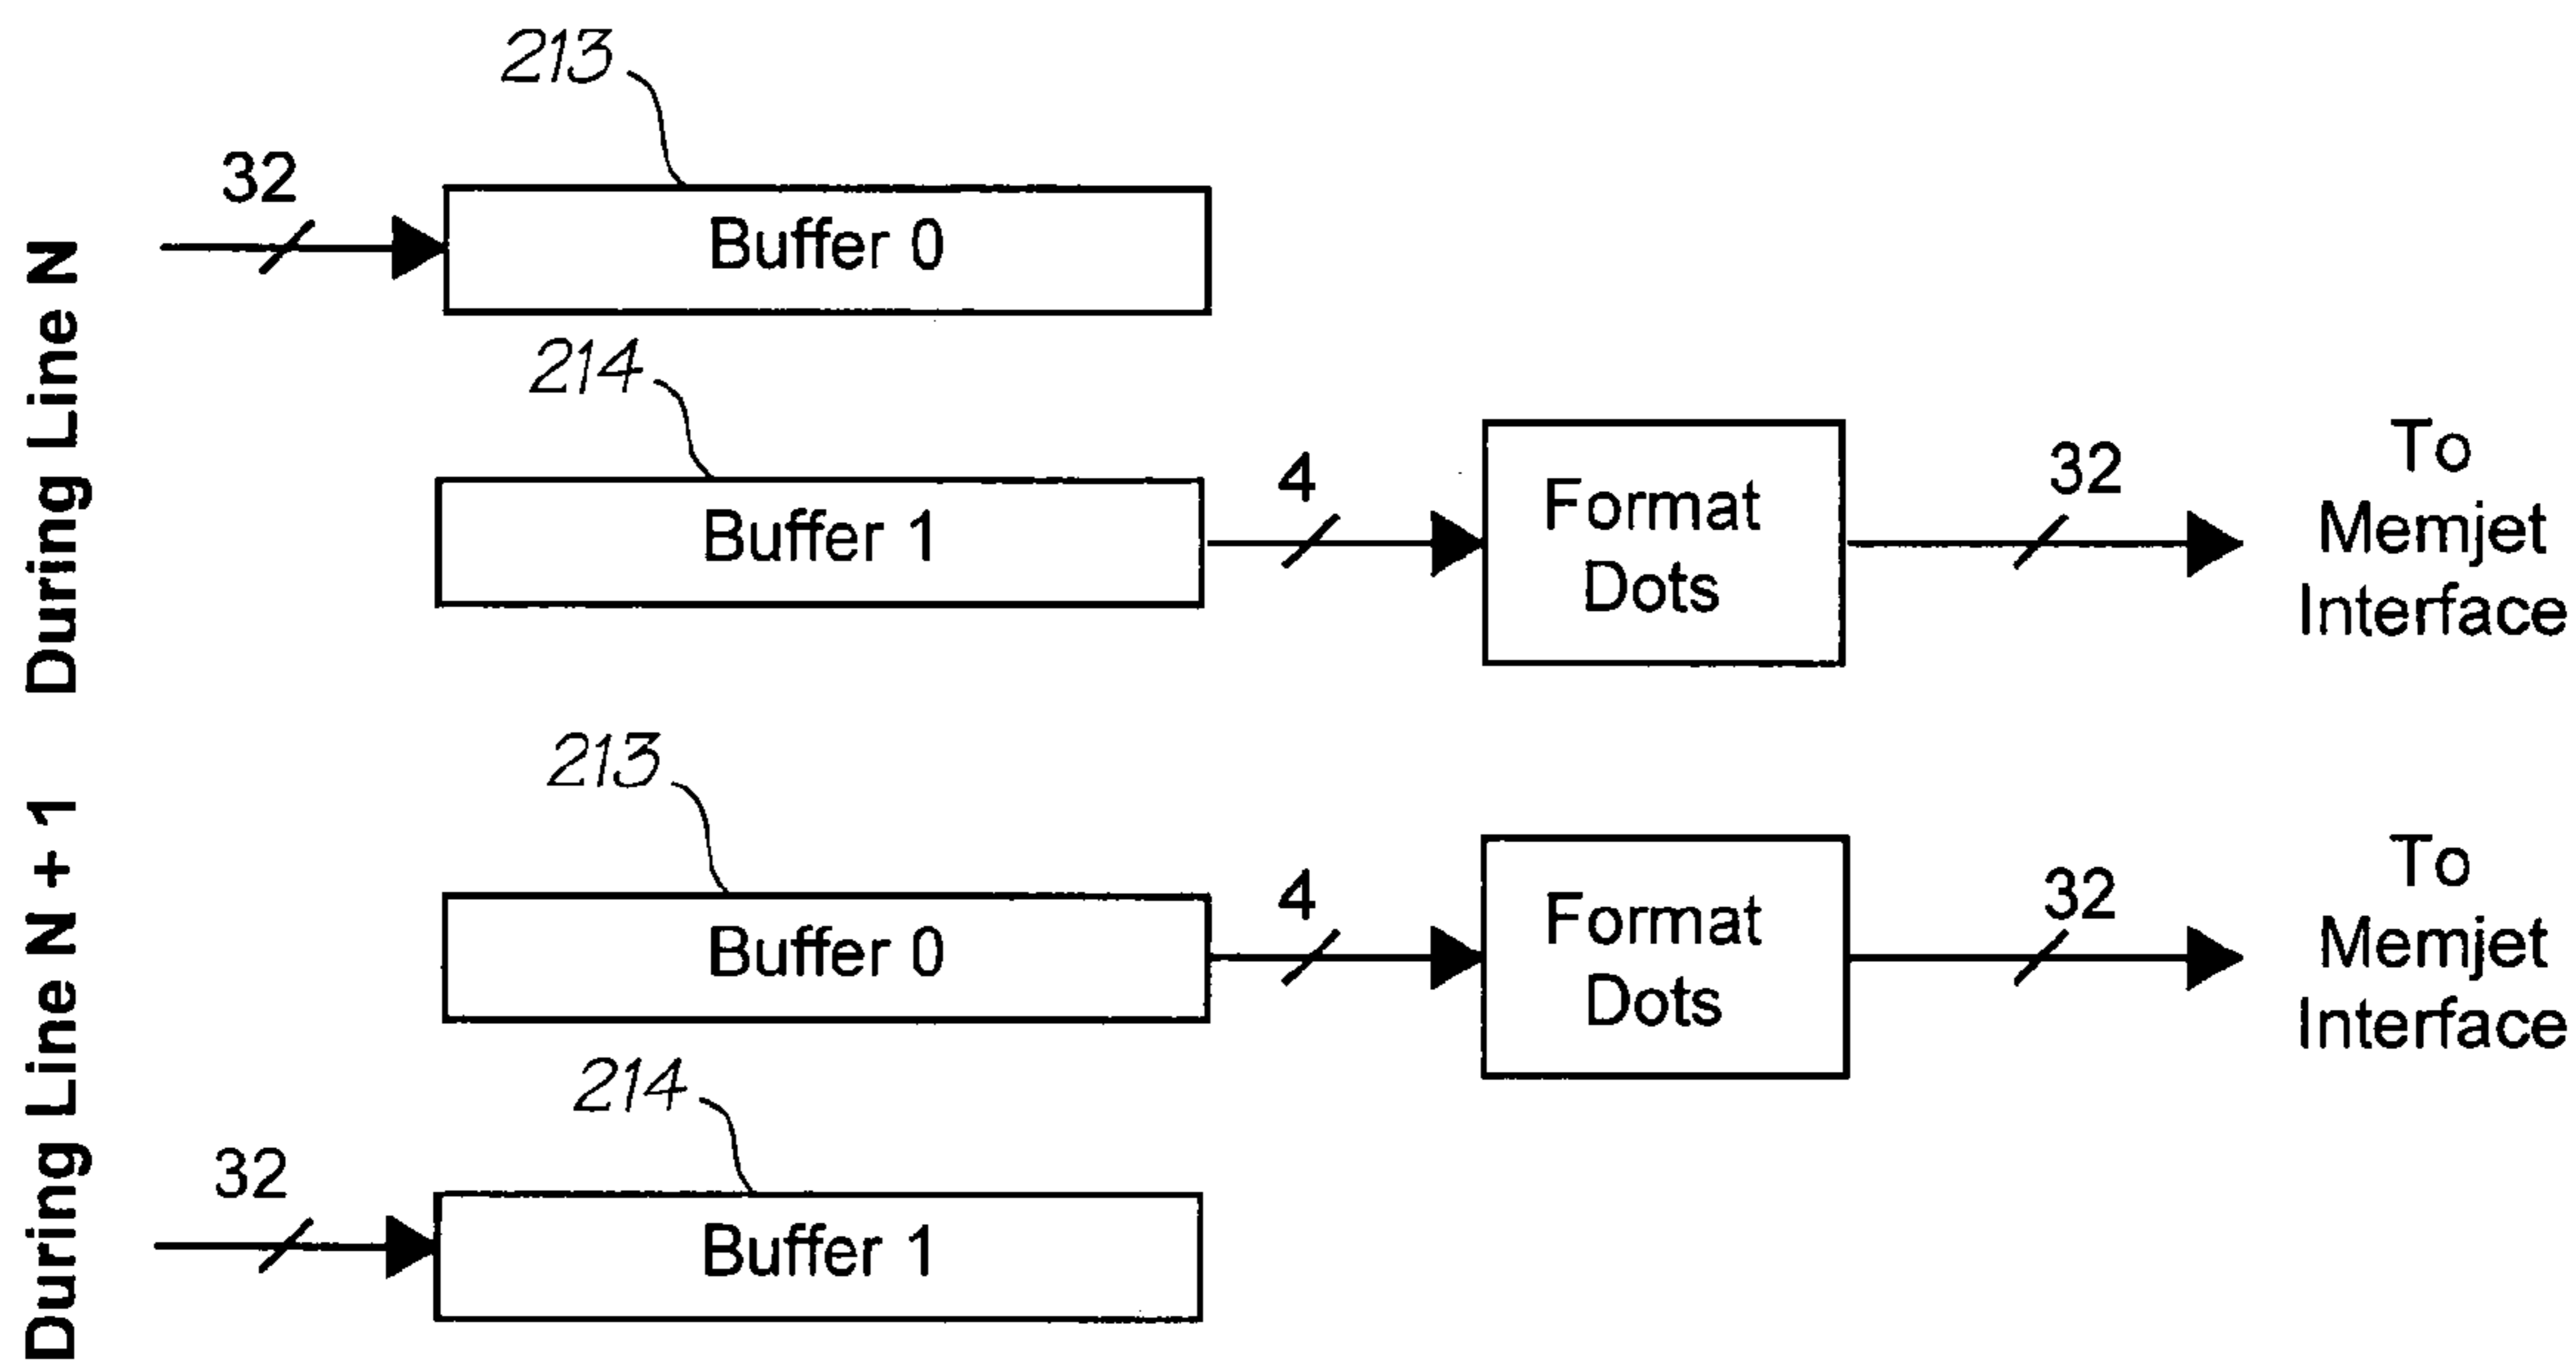 During Line N
213
32
Buffer 0
214
Buffer 1
4
Format
Dots
32
To
Memjet
Interface
During Line N + 1
213
Buffer 0
4
Format
Dots
32
To
Memjet
Interface
214
32
Buffer 1